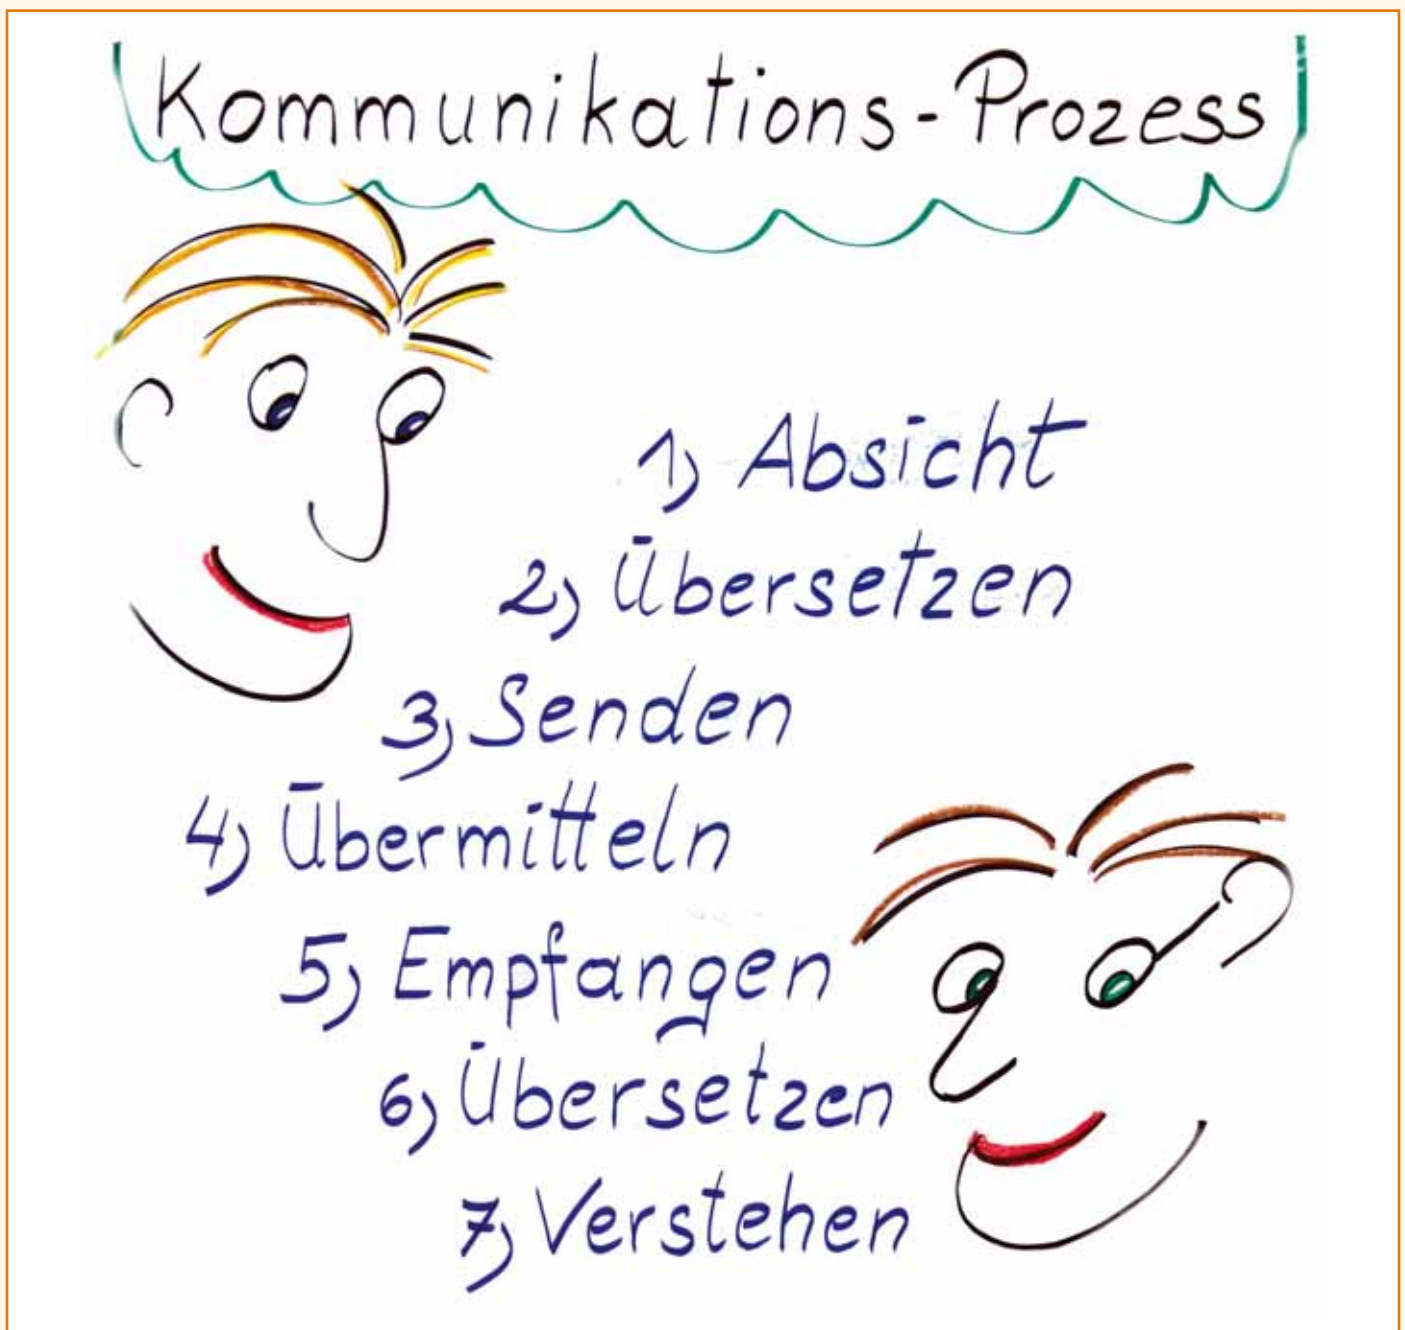 Kommunikations-Prozess
1) Absicht
2) Übersetzen
3) Senden
4) Übermitteln
5) Empfangen
6) Übersetzen
7) Verstehen